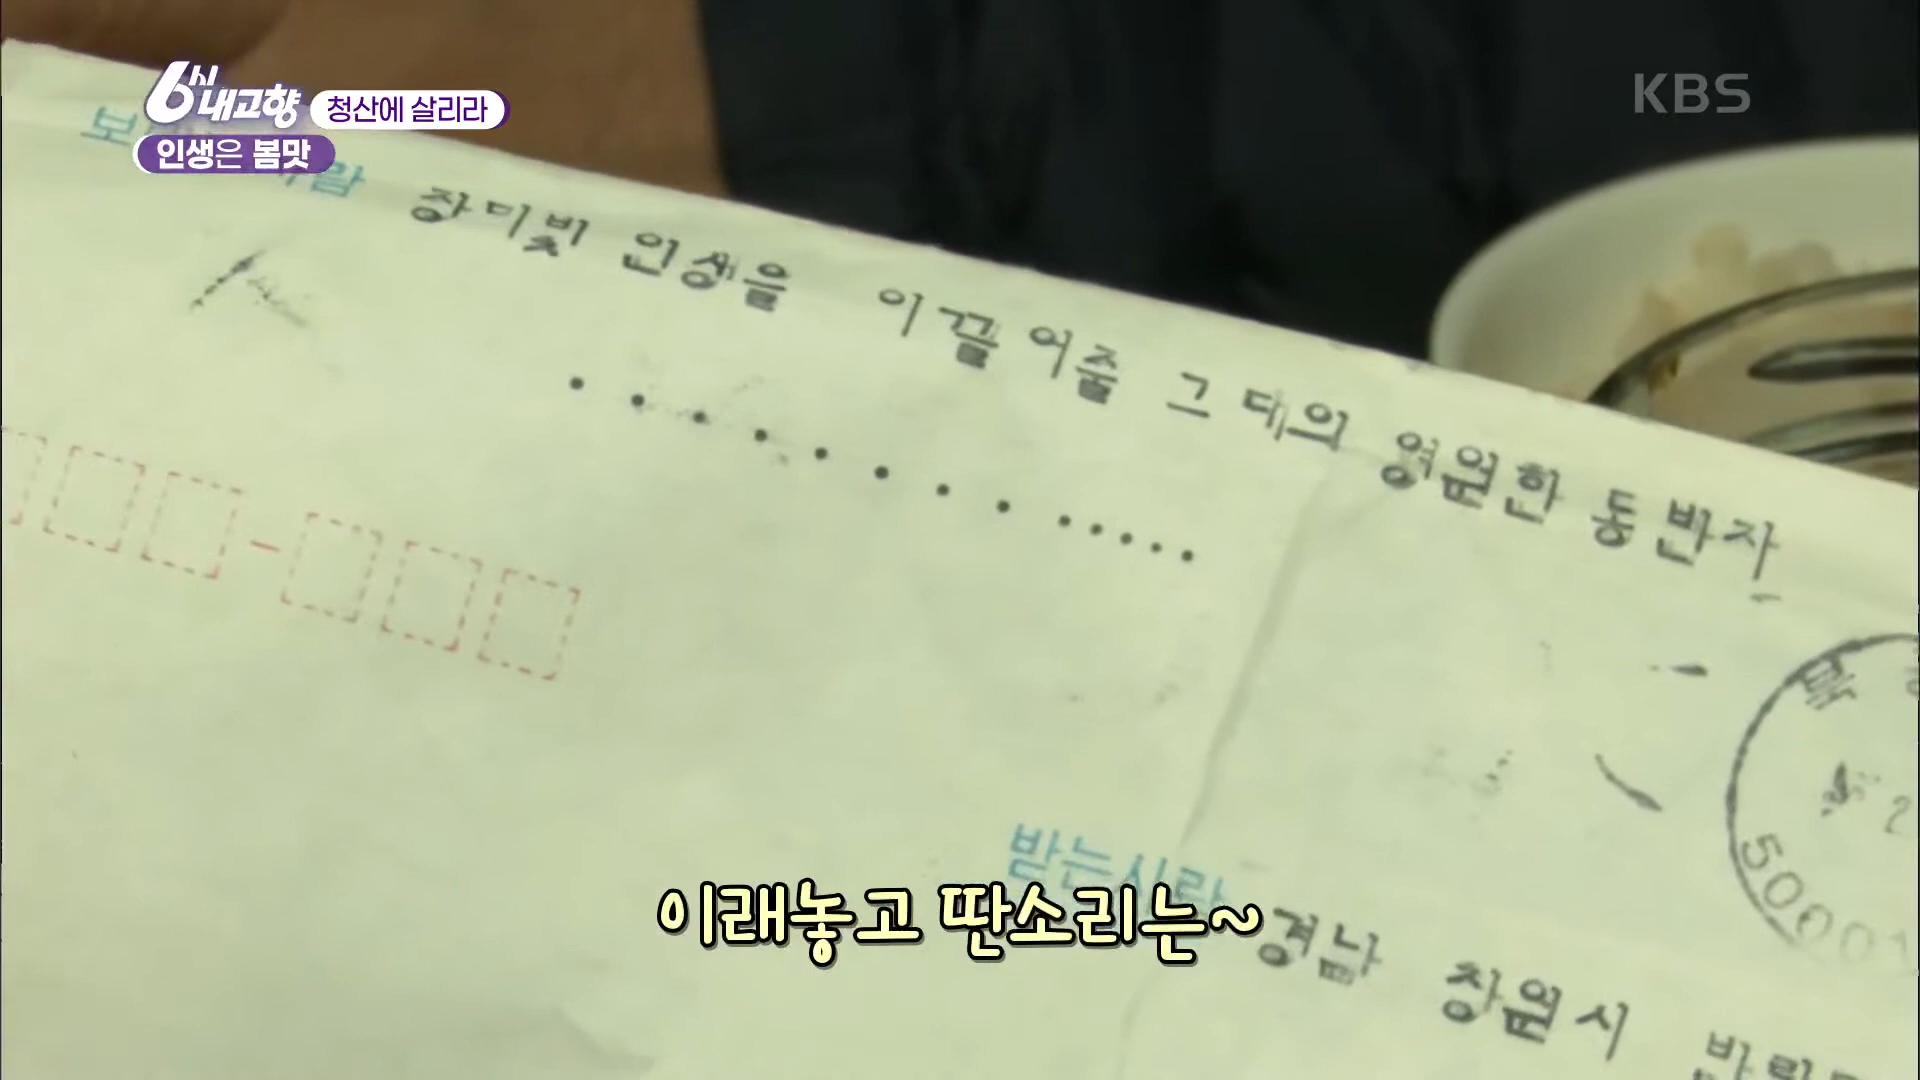 6시 내고향 청산에 살리라
KBS
인생은 봄맛
장미빛 인생을 이끌어줄 그대의 영원한 동반자
받는사람
경남 창원시
이래놓고 딴소리는~